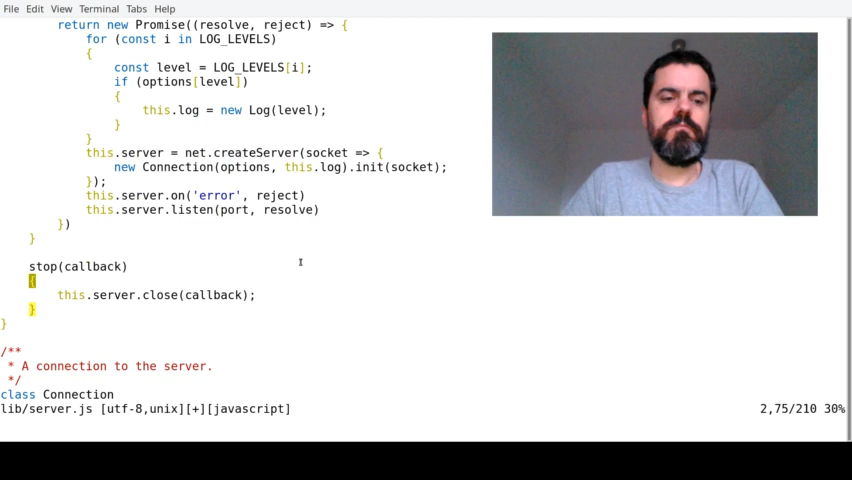 File Edit View Terminal Tabs Help
return new Promise((resolve, reject) => {
for (const i in LOG_LEVELS)
{
const level = LOG_LEVELS[i];
if (options[level])
{
this.log = new Log(level);
}
}
this.server = net.createServer(socket => {
new Connection(options, this.log).init(socket);
});
this.server.on('error', reject)
this.server.listen(port, resolve)
})
}
stop(callback)
{
this.server.close(callback);
}
}
/**
* A connection to the server.
*/
class Connection
lib/server.js [utf-8,unix][+][javascript] 2,75/210 30%